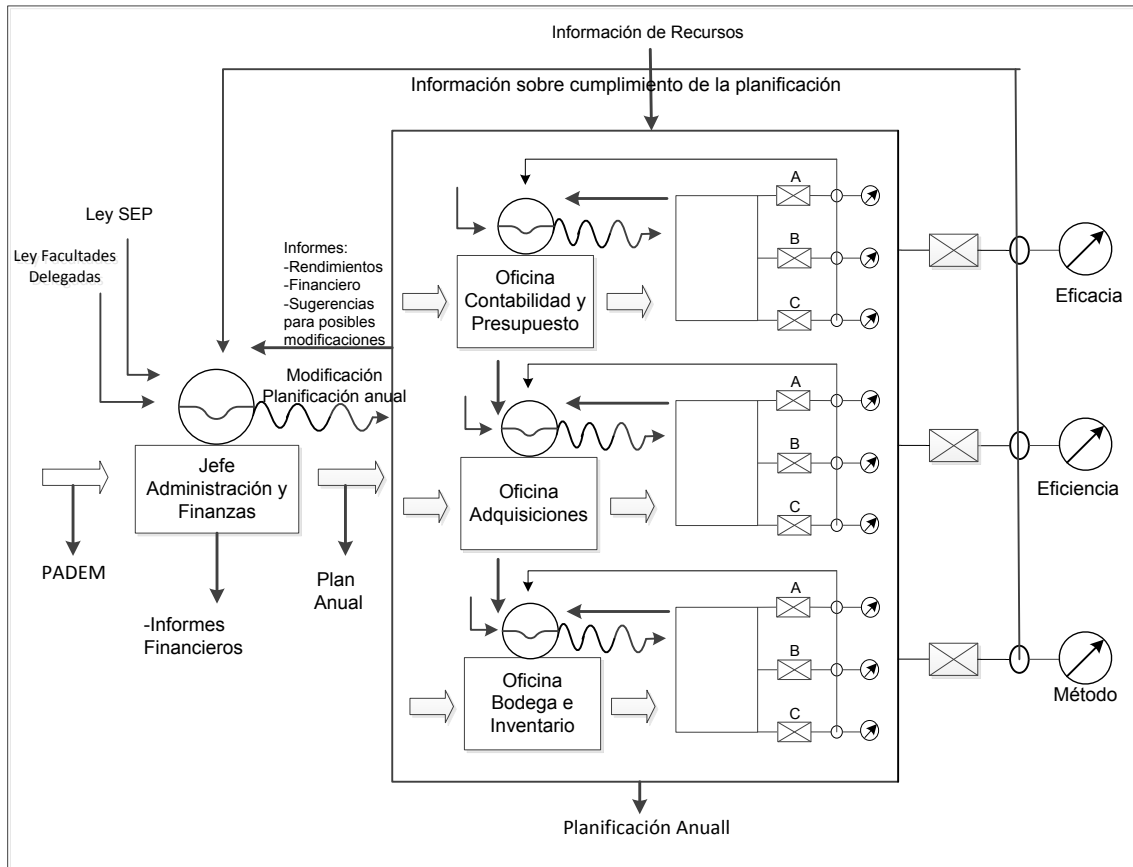 Información de Recursos
Información sobre cumplimiento de la planificación
Ley SEP
Ley Facultades
Delegadas
Informes:
-Rendimientos
-Financiero
-Sugerencias
para posibles
modificaciones
Modificación
Planificación anual
Jefe
Administración y
Finanzas
PADEM
-Informes
Financieros
Plan
Anual
Oficina
Contabilidad y
Presupuesto
A
B
C
Oficina
Adquisiciones
A
B
C
Oficina
Bodega e
Inventario
A
B
C
Eficacia
Eficiencia
Método
Planificación Anuall